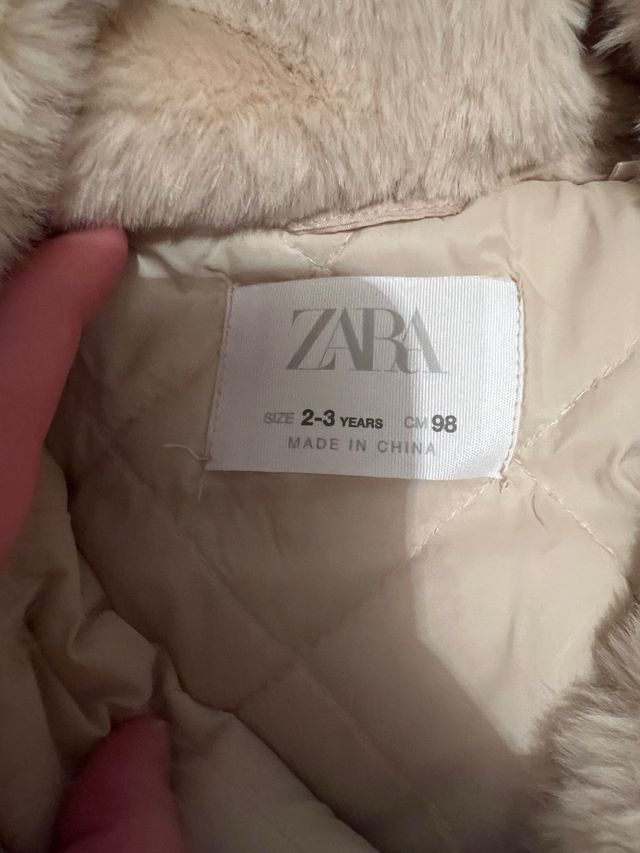 ZARA
SIZE 2-3 YEARS CM 98
MADE IN CHINA